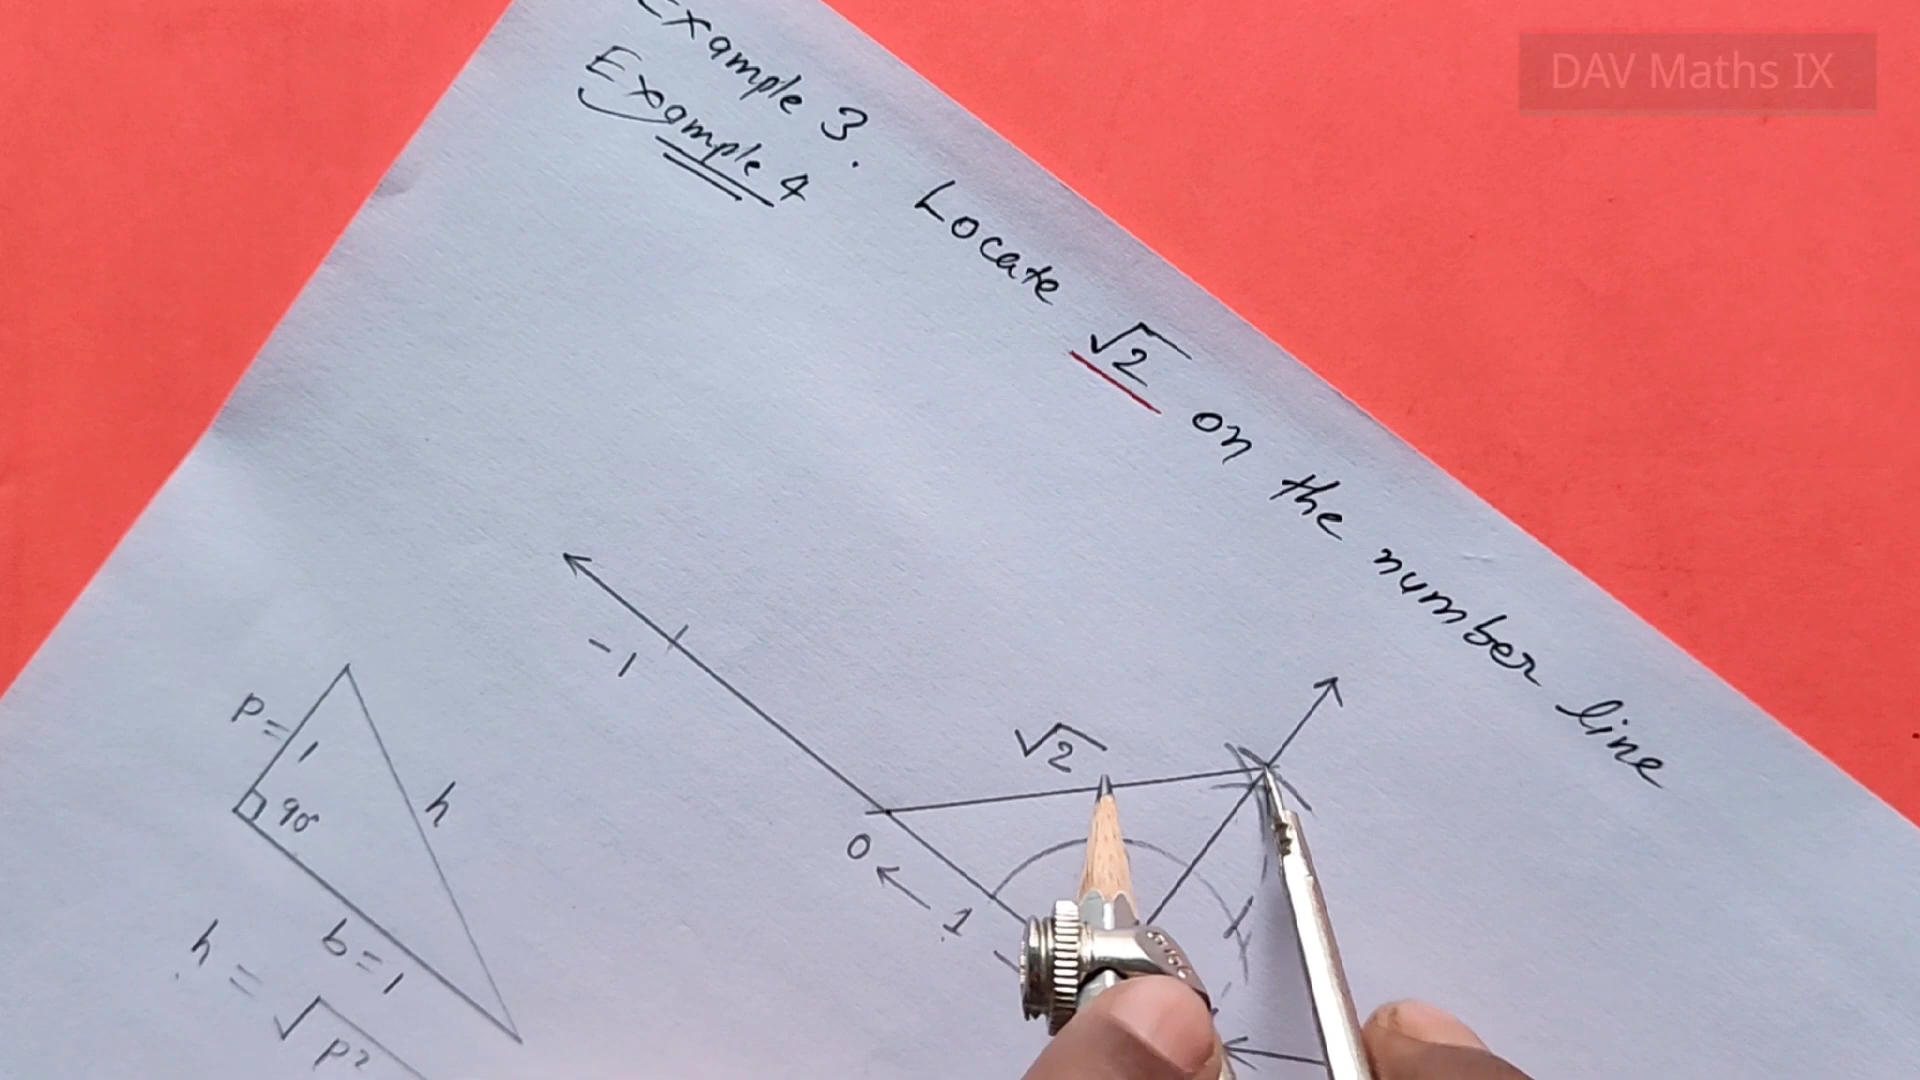 DAV Maths IX
Example 3. Locate √2 on the number line
Example 4
-1
√2
P=1
h
0
90°
1
1
b=1
h = √P²